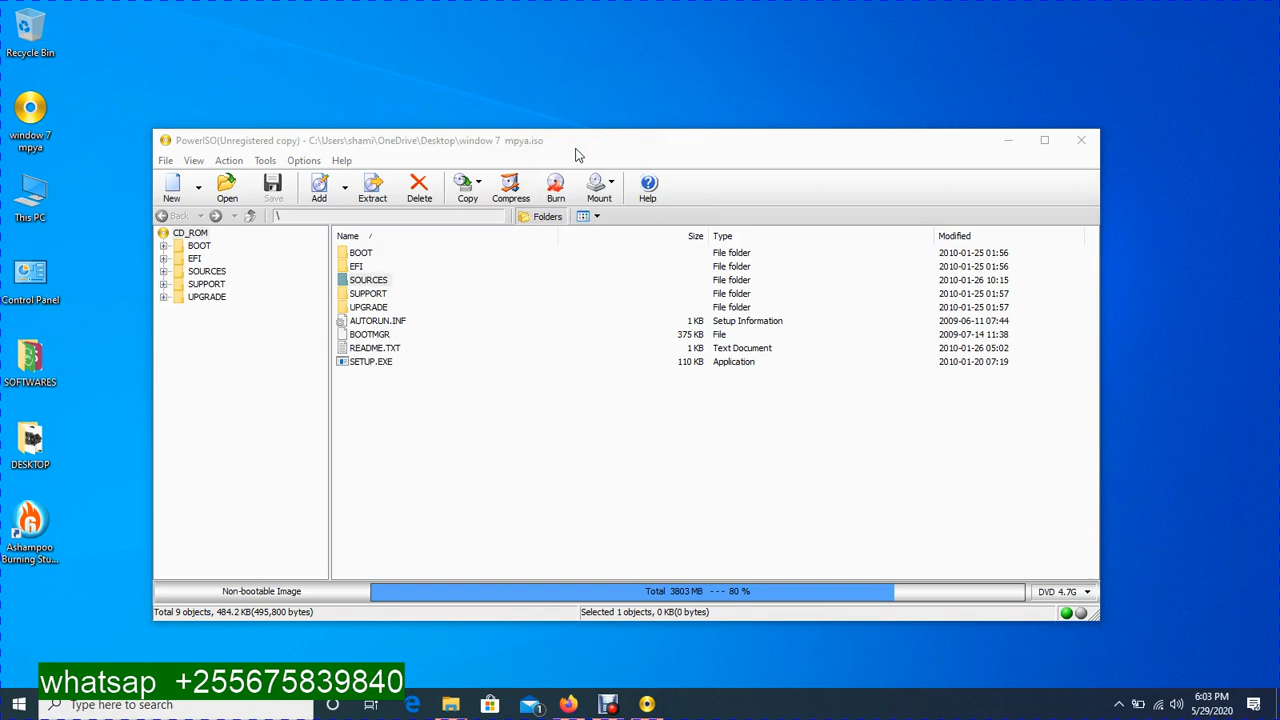 Recycle Bin
window 7
mpya
This PC
Control Panel
SOFTWARES
DESKTOP
Ashampoo
Burning Stu...
PowerISO(Unregistered copy) - C:\Users\shami\OneDrive\Desktop\window 7 mpya.iso
File View Action Tools Options Help
New Open Save Add Extract Delete Copy Compress Burn Mount Help
Back \ Folders
CD_ROM
BOOT
EFI
SOURCES
SUPPORT
UPGRADE
Name / Size Type Modified
BOOT File folder 2010-01-25 01:56
EFI File folder 2010-01-25 01:56
SOURCES File folder 2010-01-26 10:15
SUPPORT File folder 2010-01-25 01:57
UPGRADE File folder 2010-01-25 01:57
AUTORUN.INF 1 KB Setup Information 2009-06-11 07:44
BOOTMGR 375 KB File 2009-07-14 11:38
README.TXT 1 KB Text Document 2010-01-26 05:02
SETUP.EXE 110 KB Application 2010-01-20 07:19
Non-bootable Image Total 3803 MB --- 80 % DVD 4.7G
Total 9 objects, 484.2 KB(495,800 bytes) Selected 1 objects, 0 KB(0 bytes)
whatsap +255675839840
Type here to search
1
6:03 PM
5/29/2020